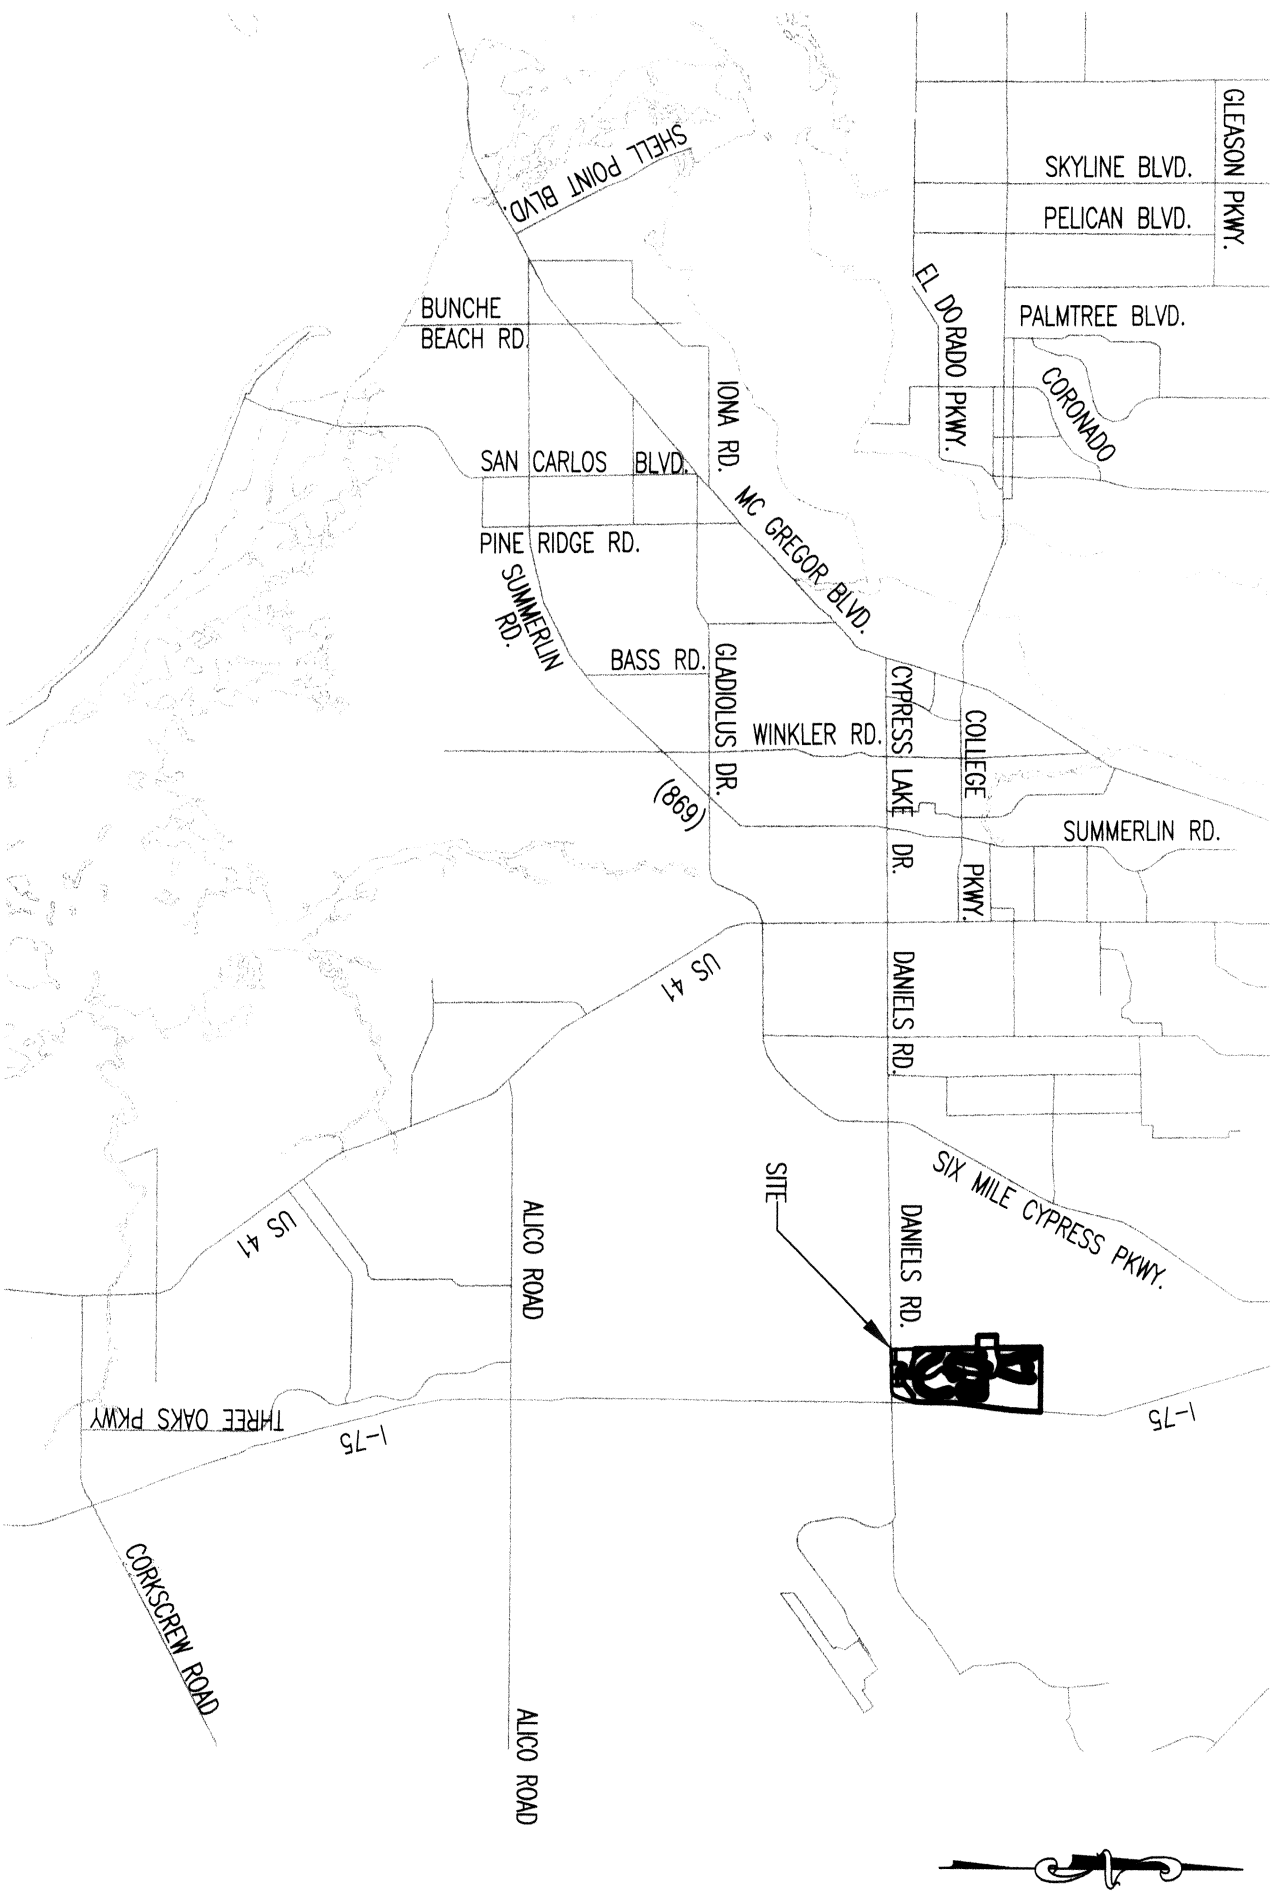 GLEASON PKWY.
SKYLINE BLVD.
PELICAN BLVD.
SHELL POINT BLVD.
EL DORADO PKWY.
PALMTREE BLVD.
BUNCHE
BEACH RD.
CORONADO
IONA RD.
SAN CARLOS BLVD.
MC GREGOR BLVD.
PINE RIDGE RD.
SUMMERLIN
RD.
BASS RD.
GLADIOLUS DR.
WINKLER RD.
CYPRESS LAKE DR.
COLLEGE PKWY.
(869)
SUMMERLIN RD.
US 41
DANIELS RD.
SIX MILE CYPRESS PKWY.
SITE
DANIELS RD.
US 41
ALICO ROAD
THREE OAKS PKWY
I-75
I-75
CORKSCREW ROAD
ALICO ROAD